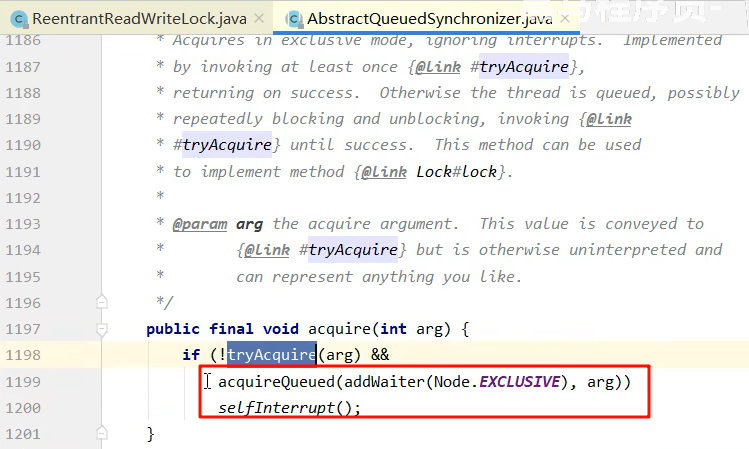 ReentrantReadWriteLock.java × AbstractQueuedSynchronizer.java ×
1186 * Acquires in exclusive mode, ignoring interrupts.  Implemented
1187 * by invoking at least once {@link #tryAcquire},
1188 * returning on success.  Otherwise the thread is queued, possibly
1189 * repeatedly blocking and unblocking, invoking {@link
1190 * #tryAcquire} until success.  This method can be used
1191 * to implement method {@link Lock#lock}.
1192 *
1193 * @param arg the acquire argument.  This value is conveyed to
1194 *        {@link #tryAcquire} but is otherwise uninterpreted and
1195 *        can represent anything you like.
1196 */
1197 public final void acquire(int arg) {
1198 if (!tryAcquire(arg) &&
1199 acquireQueued(addWaiter(Node.EXCLUSIVE), arg))
1200 selfInterrupt();
1201 }